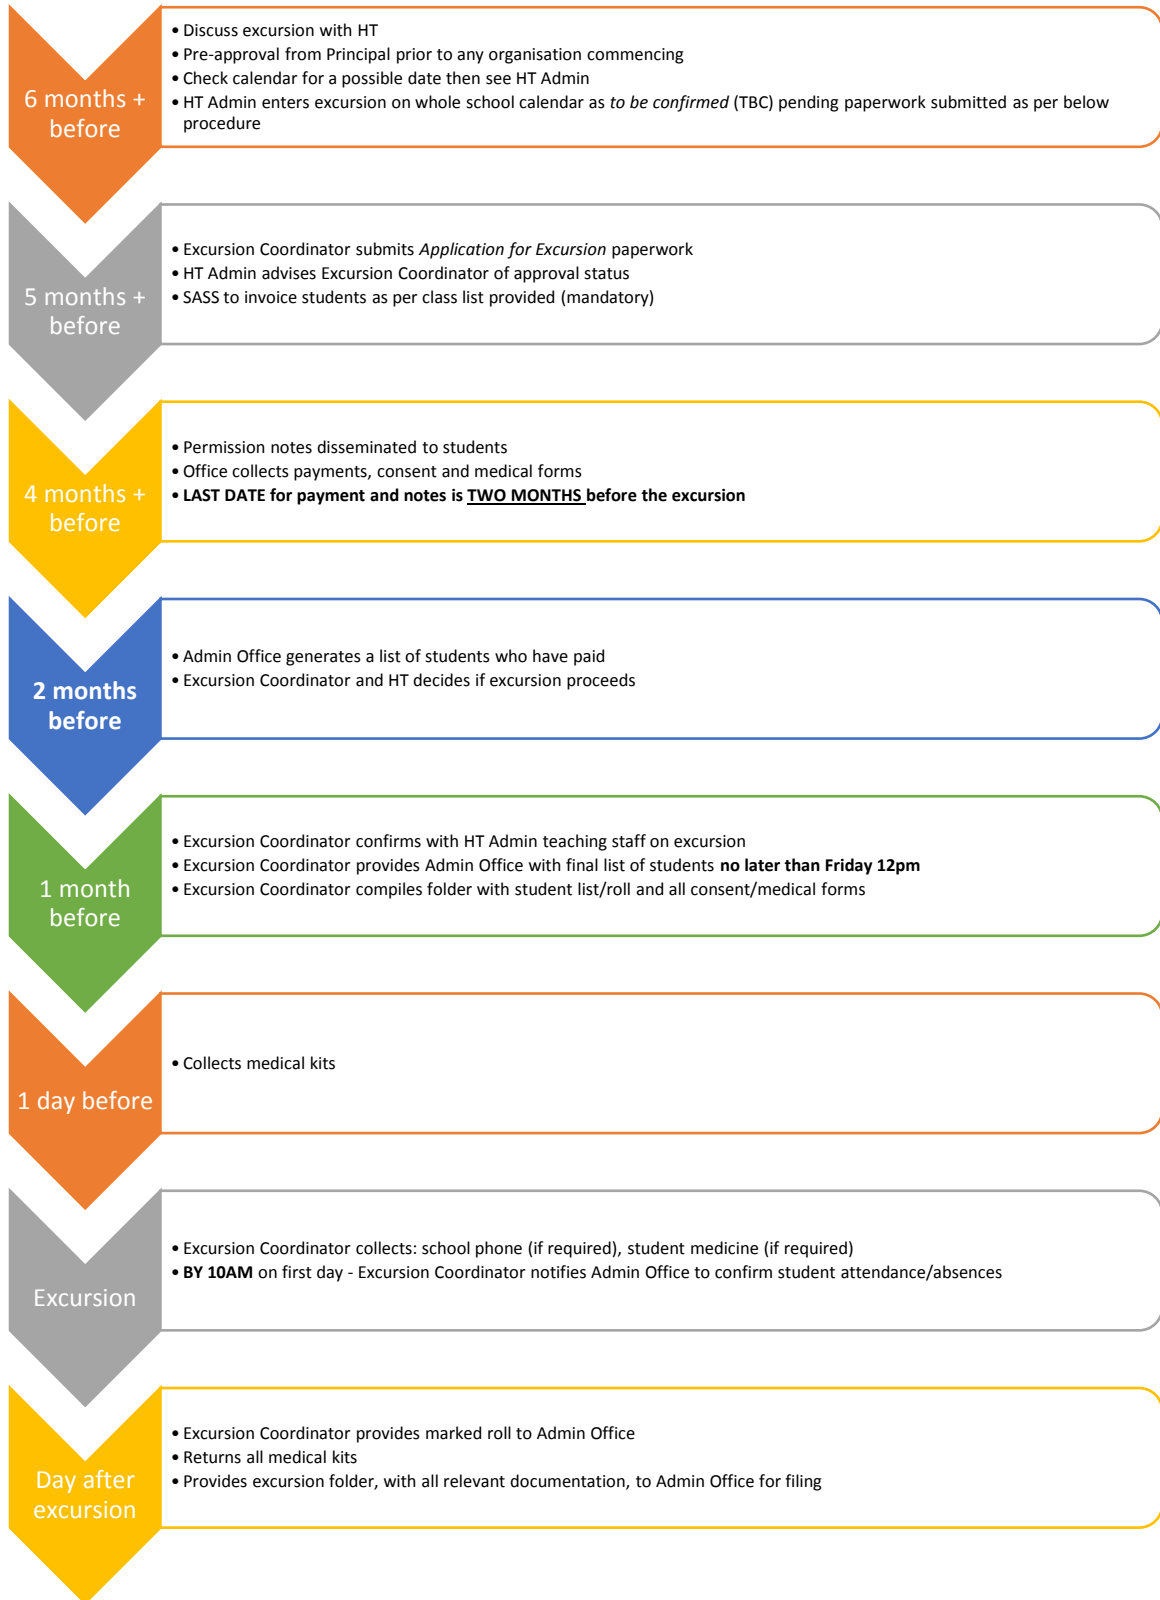 6 months +
before
• Discuss excursion with HT
• Pre-approval from Principal prior to any organisation commencing
• Check calendar for a possible date then see HT Admin
• HT Admin enters excursion on whole school calendar as to be confirmed (TBC) pending paperwork submitted as per below
procedure
5 months +
before
• Excursion Coordinator submits Application for Excursion paperwork
• HT Admin advises Excursion Coordinator of approval status
• SASS to invoice students as per class list provided (mandatory)
4 months +
before
• Permission notes disseminated to students
• Office collects payments, consent and medical forms
• LAST DATE for payment and notes is TWO MONTHS before the excursion
2 months
before
• Admin Office generates a list of students who have paid
• Excursion Coordinator and HT decides if excursion proceeds
1 month
before
• Excursion Coordinator confirms with HT Admin teaching staff on excursion
• Excursion Coordinator provides Admin Office with final list of students no later than Friday 12pm
• Excursion Coordinator compiles folder with student list/roll and all consent/medical forms
1 day before
• Collects medical kits
Excursion
• Excursion Coordinator collects: school phone (if required), student medicine (if required)
• BY 10AM on first day - Excursion Coordinator notifies Admin Office to confirm student attendance/absences
Day after
excursion
• Excursion Coordinator provides marked roll to Admin Office
• Returns all medical kits
• Provides excursion folder, with all relevant documentation, to Admin Office for filing